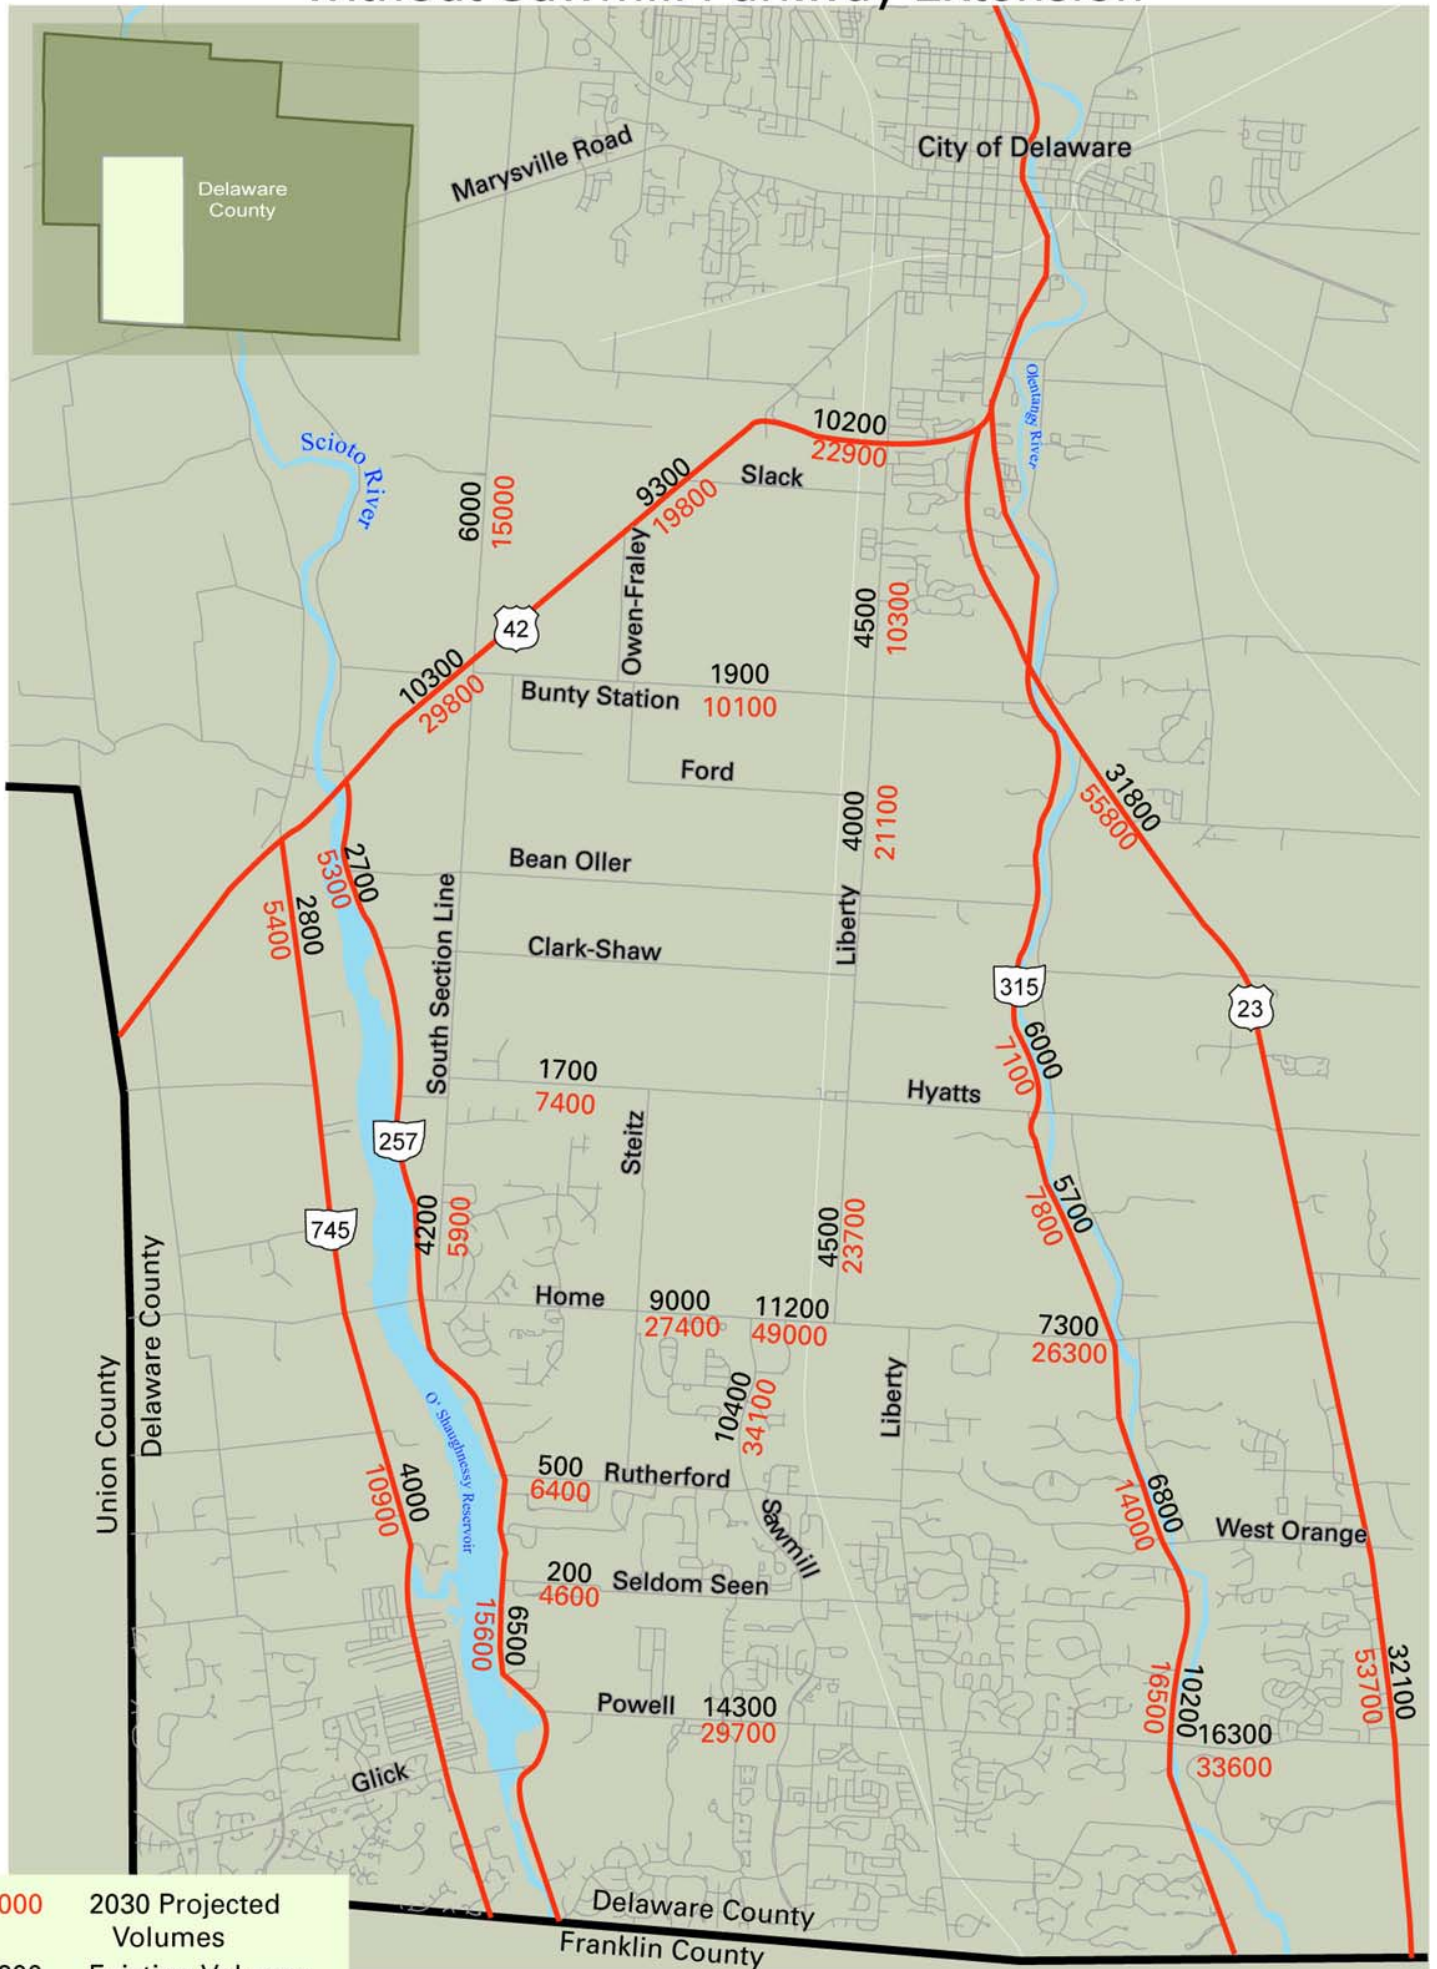 without Sawmill Parkway Extension
City of Delaware
Marysville Road
Delaware
County
Olentangy River
Scioto River
10200
22900
Slack
9300
19800
6000
15000
Owen-Fraley
4500
10300
42
10300
29800
1900
Bunty Station
10100
Ford
31800
55800
4000
21100
Bean Oller
2700
5300
2800
5400
South Section Line
Liberty
Clark-Shaw
315
23
6000
7100
1700
7400
Hyatts
Steitz
257
5700
7800
4200
5900
4500
23700
745
Home
9000
27400
11200
49000
7300
26300
Union County
Delaware County
10400
34100
Liberty
O' Shaughnessy Reservoir
4000
10900
500
Rutherford
6400
Sawmill
6800
14000
West Orange
200
Seldom Seen
4600
6500
15600
32100
53700
10200
16500
Powell
14300
29700
16300
33600
Glick
Delaware County
Franklin County
000
2030 Projected
Volumes